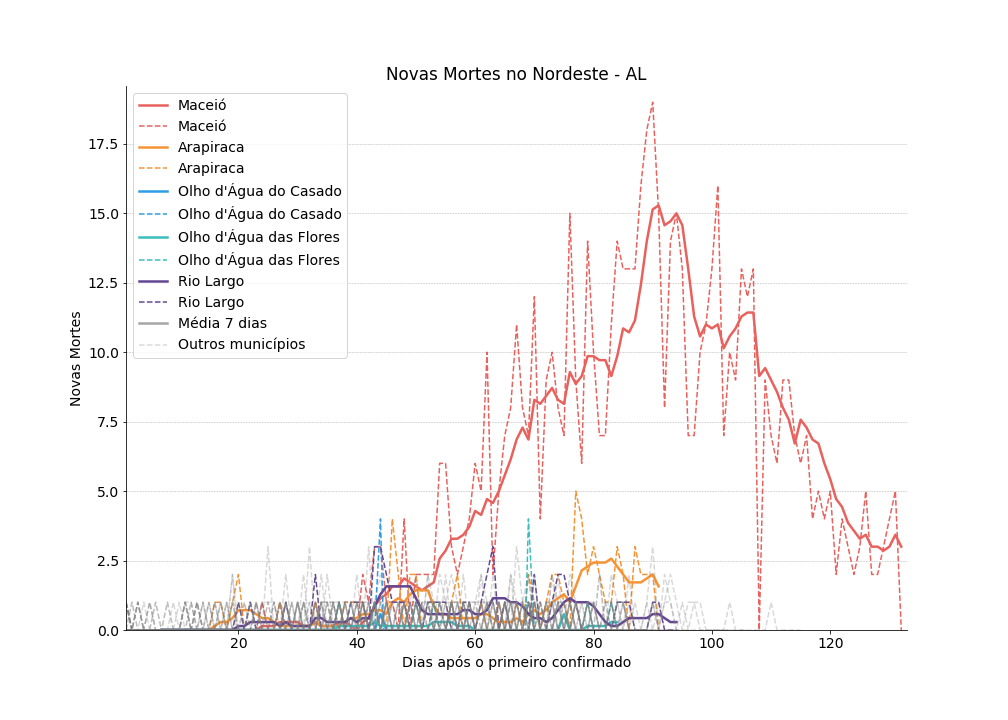 Novas Mortes no Nordeste - AL
Maceió
Maceió
Arapiraca
Arapiraca
Olho d'Água do Casado
Olho d'Água do Casado
Olho d'Água das Flores
Olho d'Água das Flores
Rio Largo
Rio Largo
Média 7 dias
Outros municípios
Novas Mortes
17.5
15.0
12.5
10.0
7.5
5.0
2.5
0.0
20 40 60 80 100 120
Dias após o primeiro confirmado